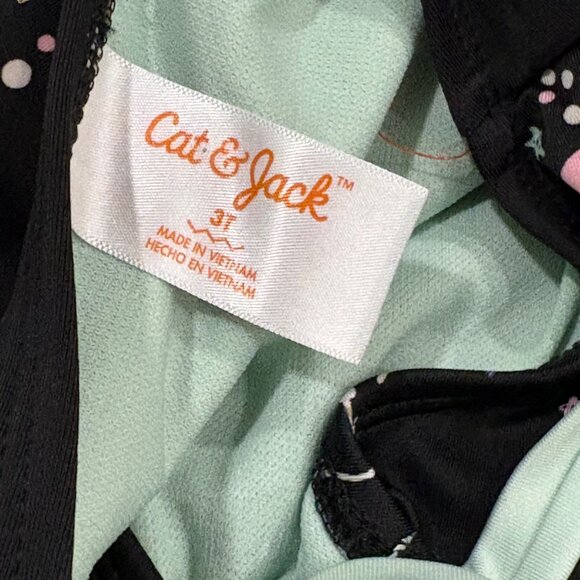 Cat & Jack™
3T
MADE IN VIETNAM
HECHO EN VIETNAM